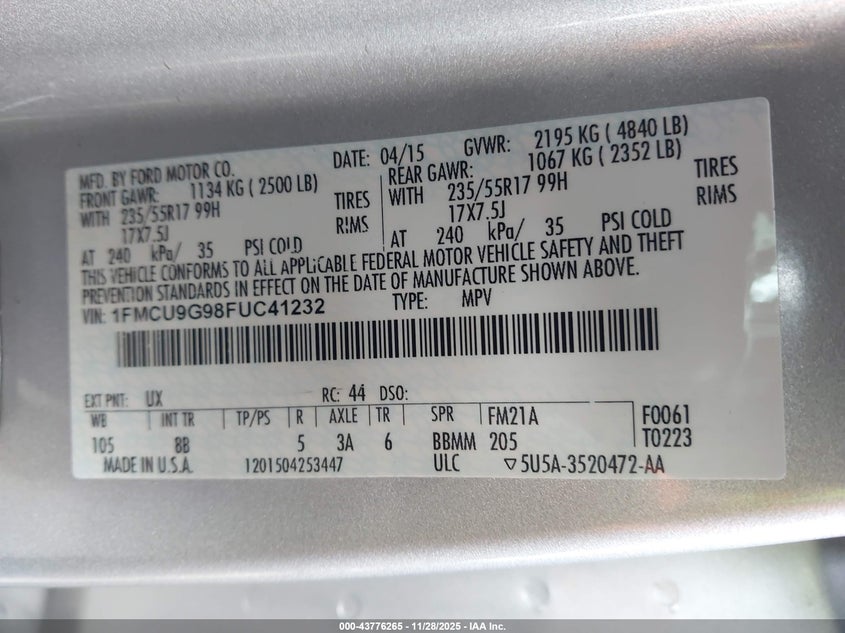 MFD. BY FORD MOTOR CO. DATE: 04/15 GVWR: 2195 KG ( 4840 LB)
FRONT GAWR: 1134 KG ( 2500 LB) REAR GAWR: 1067 KG ( 2352 LB)
WITH 235/55R17 99H TIRES WITH 235/55R17 99H TIRES
17X7.5J RIMS 17X7.5J RIMS
AT 240 kPa/ 35 PSI COLD AT 240 kPa/ 35 PSI COLD
THIS VEHICLE CONFORMS TO ALL APPLICABLE FEDERAL MOTOR VEHICLE SAFETY AND THEFT
PREVENTION STANDARDS IN EFFECT ON THE DATE OF MANUFACTURE SHOWN ABOVE.
VIN: 1FMCU9G98FUC41232 TYPE: MPV
EXT PNT: UX RC: 44 DSO:
WB INT TR TP/PS R AXLE TR SPR FM21A F0061
105 8B 5 3A 6 BBMM 205 T0223
MADE IN U.S.A. 1201504253447 ULC ▽5U5A-3520472-AA
000-43776265 | 11/28/2025 - IAA Inc.